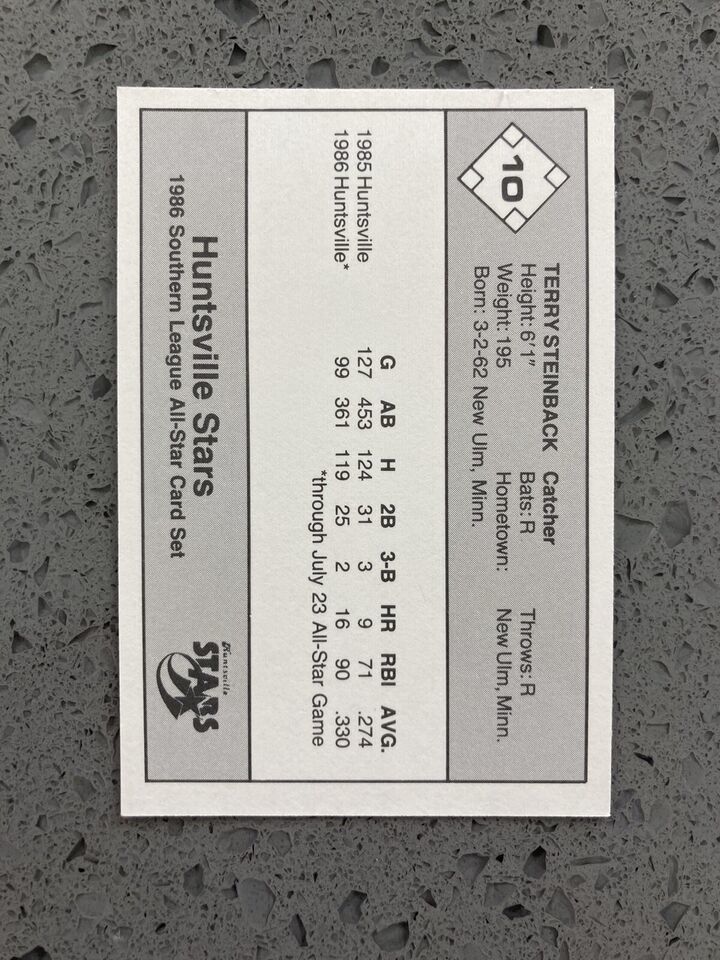 10
TERRY STEINBACK Catcher
Height: 6'1" Bats: R Throws: R
Weight: 195 Hometown: New Ulm, Minn.
Born: 3-2-62 New Ulm, Minn.
G AB H 2B 3-B HR RBI AVG.
1985 Huntsville 127 453 124 31 3 9 71 .274
1986 Huntsville* 99 361 119 25 2 16 90 .330
*through July 23 All-Star Game
Huntsville Stars
1986 Southern League All-Star Card Set
Huntsville
STARS